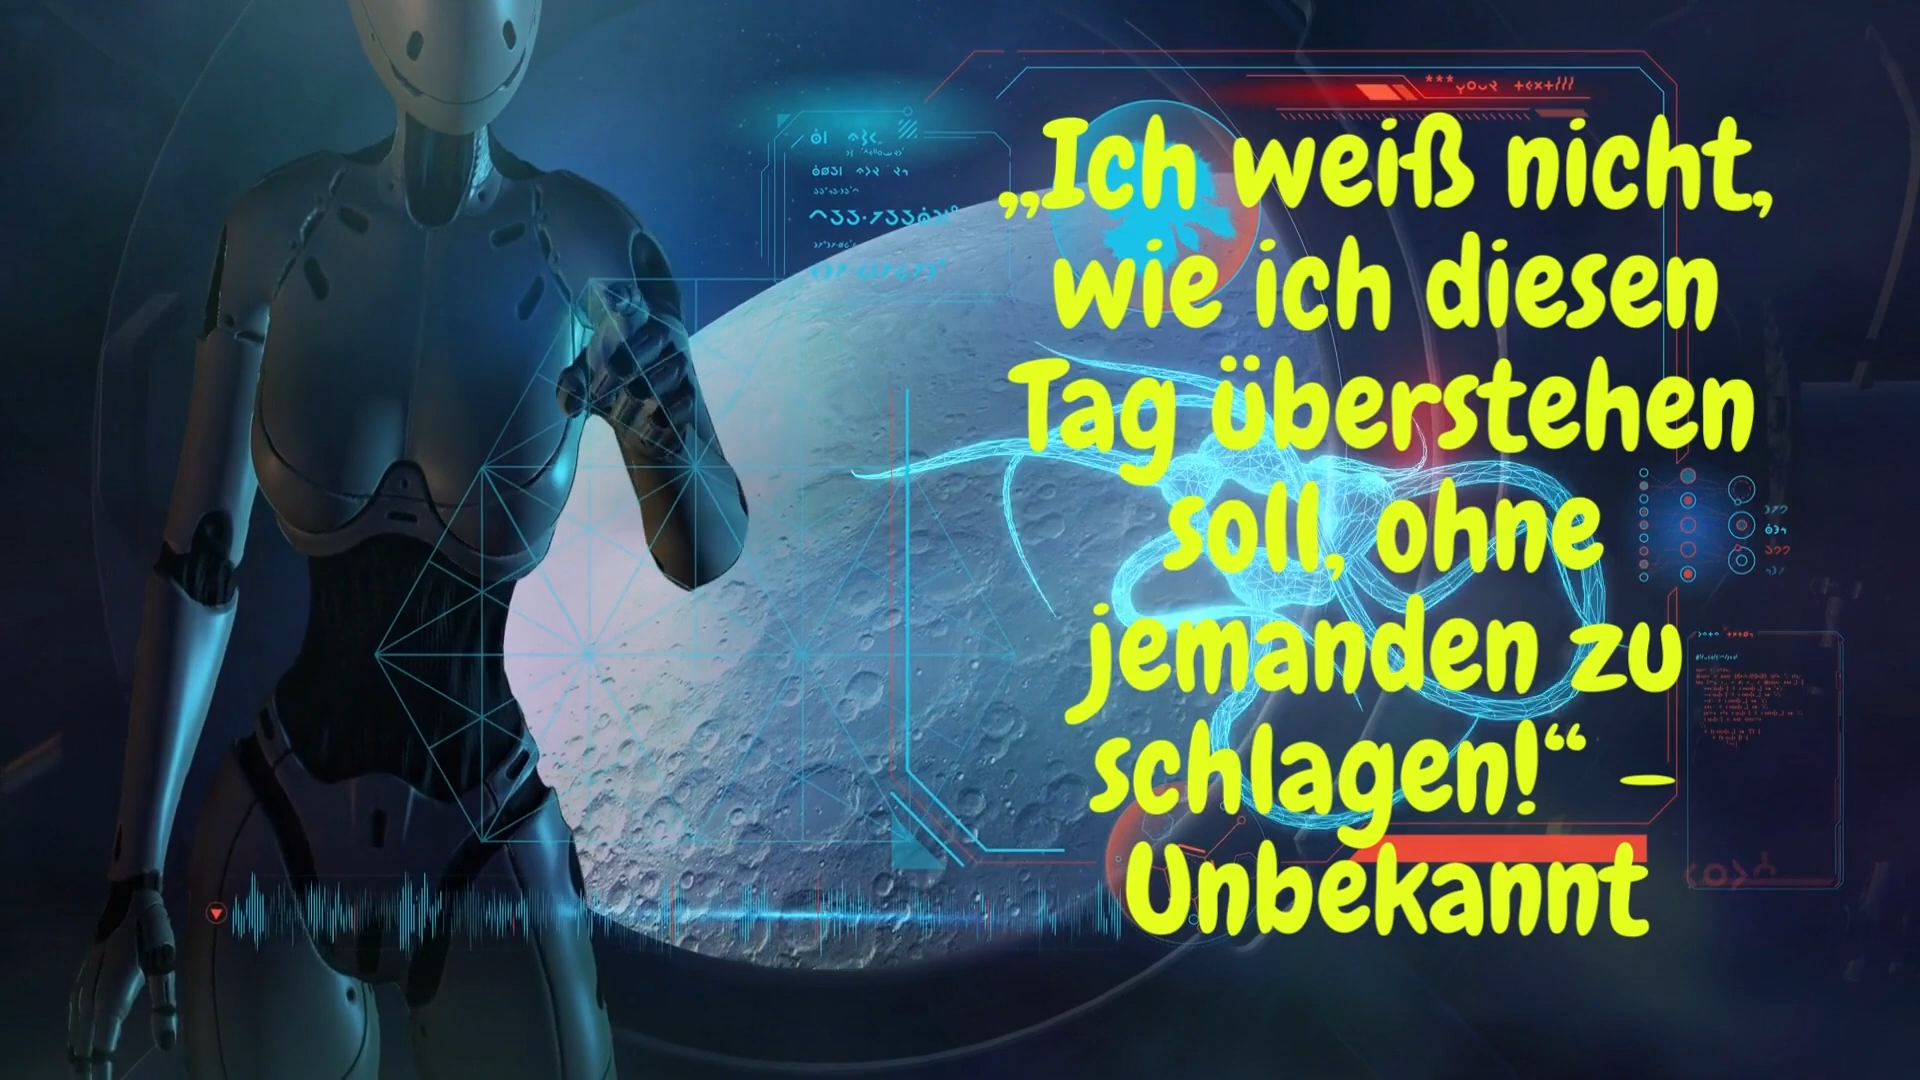 „Ich weiß nicht,
wie ich diesen
Tag überstehen
soll, ohne
jemanden zu
schlagen!“ –
Unbekannt